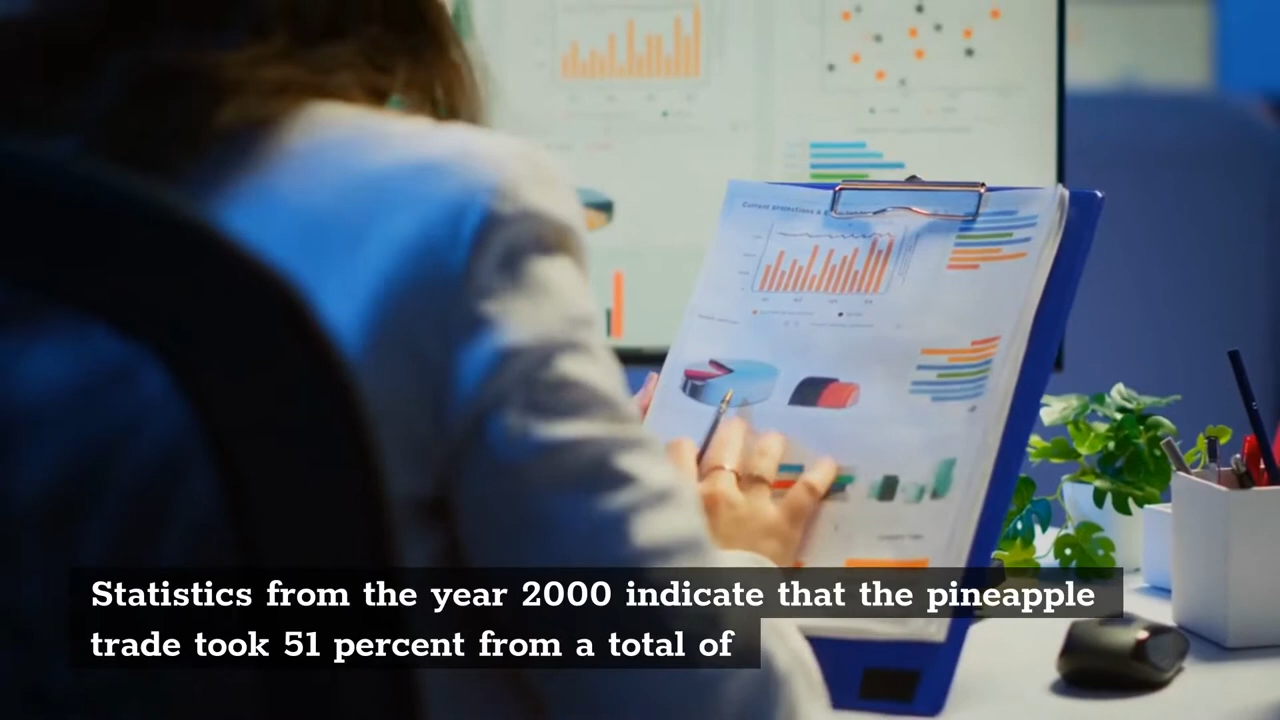 Statistics from the year 2000 indicate that the pineapple
trade took 51 percent from a total of